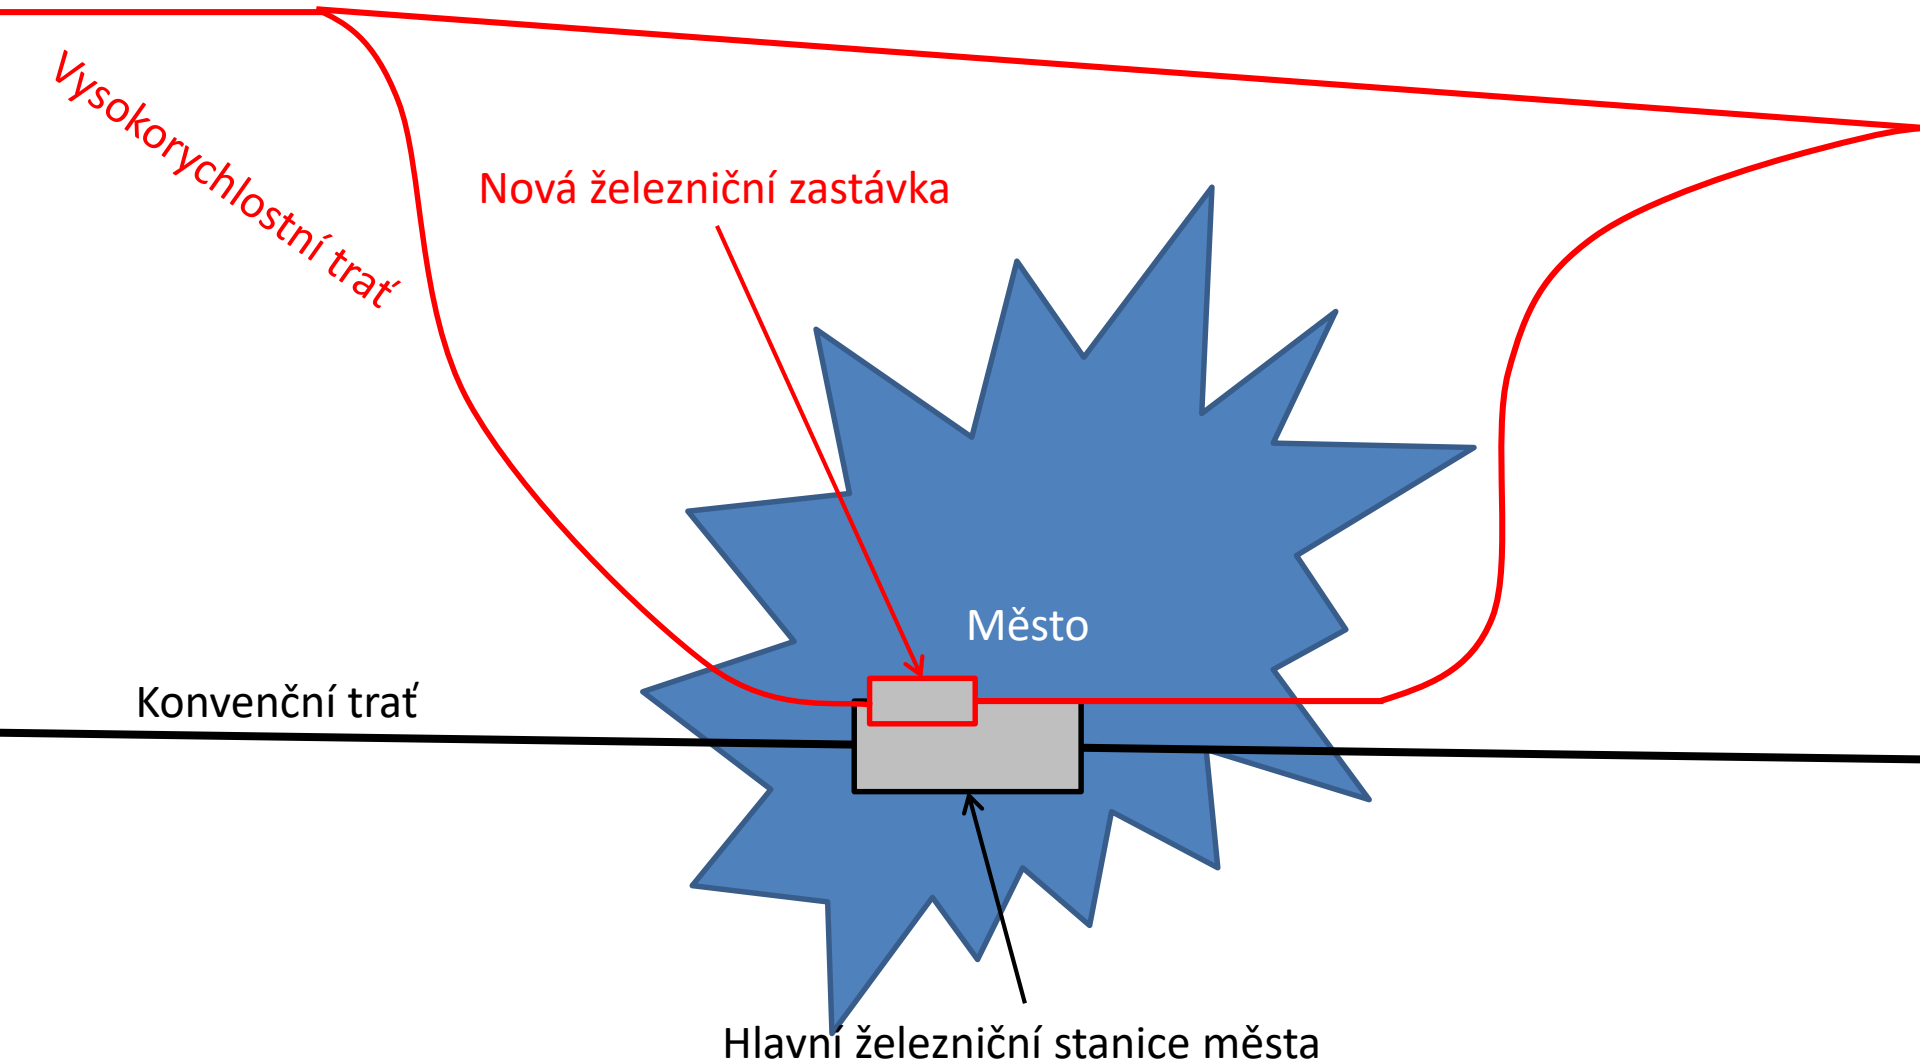 Vysokorychlostní trať
Nová železniční zastávka
Město
Konvenční trať
Hlavní železniční stanice města